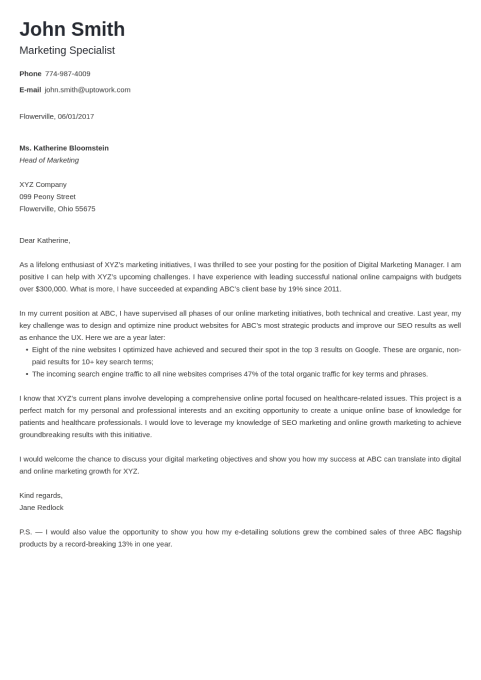 John Smith
Marketing Specialist
Phone 774-987-4009
E-mail john.smith@uptowork.com
Flowerville, 06/01/2017
Ms. Katherine Bloomstein
Head of Marketing
XYZ Company
099 Peony Street
Flowerville, Ohio 55675
Dear Katherine,
As a lifelong enthusiast of XYZ's marketing initiatives, I was thrilled to see your posting for the position of Digital Marketing Manager. I am
positive I can help with XYZ's upcoming challenges. I have experience with leading successful national online campaigns with budgets
over $300,000. What is more, I have succeeded at expanding ABC's client base by 19% since 2011.
In my current position at ABC, I have supervised all phases of our online marketing initiatives, both technical and creative. Last year, my
key challenge was to design and optimize nine product websites for ABC's most strategic products and improve our SEO results as well
as enhance the UX. Here we are a year later:
• Eight of the nine websites I optimized have achieved and secured their spot in the top 3 results on Google. These are organic, non-
paid results for 10+ key search terms;
• The incoming search engine traffic to all nine websites comprises 47% of the total organic traffic for key terms and phrases.
I know that XYZ's current plans involve developing a comprehensive online portal focused on healthcare-related issues. This project is a
perfect match for my personal and professional interests and an exciting opportunity to create a unique online base of knowledge for
patients and healthcare professionals. I would love to leverage my knowledge of SEO marketing and online growth marketing to achieve
groundbreaking results with this initiative.
I would welcome the chance to discuss your digital marketing objectives and show you how my success at ABC can translate into digital
and online marketing growth for XYZ.
Kind regards,
Jane Redlock
P.S. — I would also value the opportunity to show you how my e-detailing solutions grew the combined sales of three ABC flagship
products by a record-breaking 13% in one year.